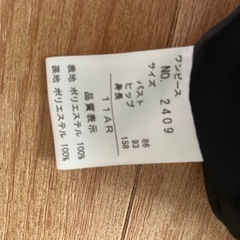 ワンピース
NO. 2409
サイズ
バスト 86
ヒップ 93
身長 158
11AR
品質表示
表地 ポリエステル 100%
裏地 ポリエステル 100%